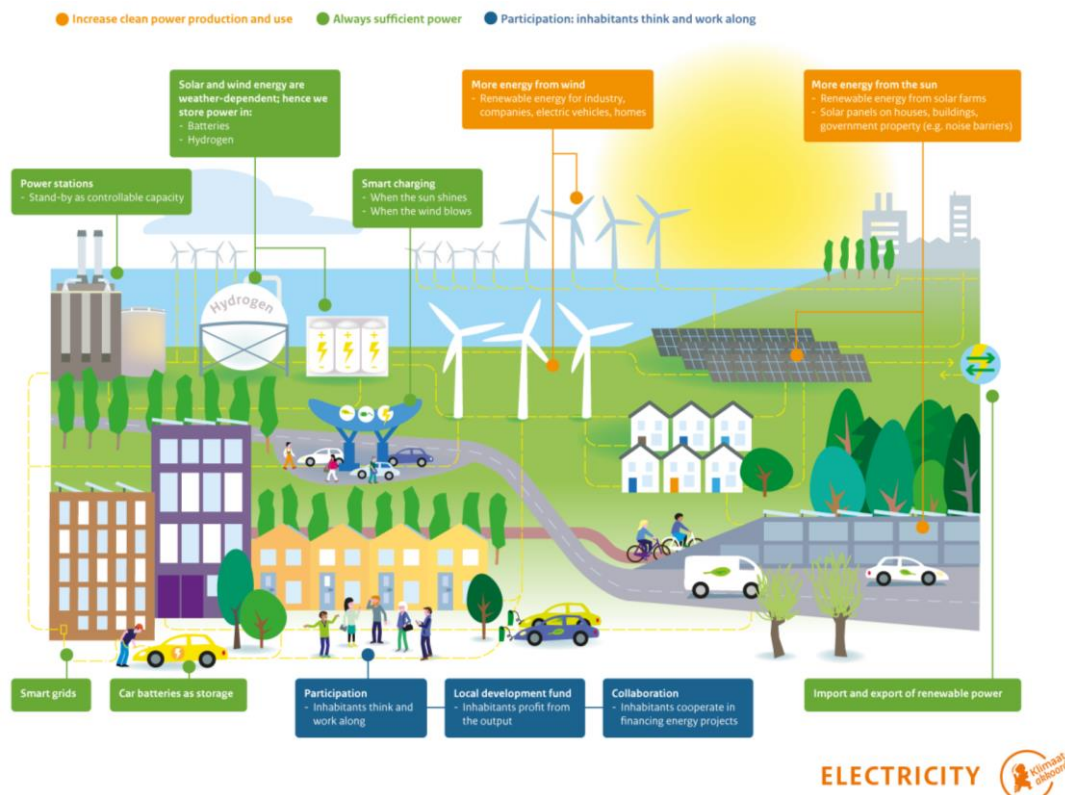 Increase clean power production and use
Always sufficient power
Participation: inhabitants think and work along
Solar and wind energy are
weather-dependent; hence we
store power in:
- Batteries
- Hydrogen
More energy from wind
- Renewable energy for industry,
companies, electric vehicles, homes
More energy from the sun
- Renewable energy from solar farms
- Solar panels on houses, buildings,
government property (e.g. noise barriers)
Power stations
- Stand-by as controllable capacity
Smart charging
- When the sun shines
- When the wind blows
Hydrogen
Smart grids
Car batteries as storage
Participation
- Inhabitants think and
work along
Local development fund
- Inhabitants profit from
the output
Collaboration
- Inhabitants cooperate in
financing energy projects
Import and export of renewable power
ELECTRICITY
Klimaat
akkoord